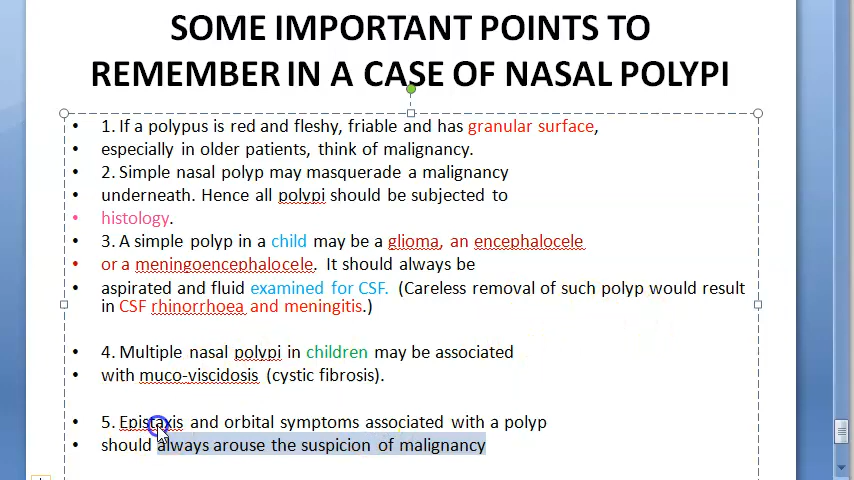 SOME IMPORTANT POINTS TO
REMEMBER IN A CASE OF NASAL POLYPI
• 1. If a polypus is red and fleshy, friable and has granular surface,
• especially in older patients, think of malignancy.
• 2. Simple nasal polyp may masquerade a malignancy
• underneath. Hence all polypi should be subjected to
• histology.
• 3. A simple polyp in a child may be a glioma, an encephalocele
• or a meningoencephalocele. It should always be
• aspirated and fluid examined for CSF. (Careless removal of such polyp would result
in CSF rhinorrhoea and meningitis.)
• 4. Multiple nasal polypi in children may be associated
• with muco-viscidosis (cystic fibrosis).
• 5. Epistaxis and orbital symptoms associated with a polyp
• should always arouse the suspicion of malignancy